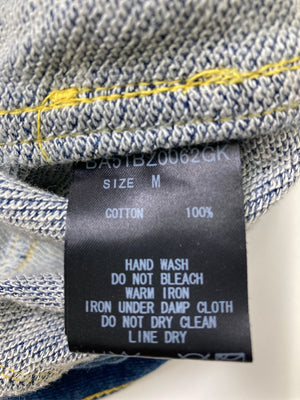 BA51B20062GK
SIZE M
COTTON 100%
HAND WASH
DO NOT BLEACH
WARM IRON
IRON UNDER DAMP CLOTH
DO NOT DRY CLEAN
LINE DRY